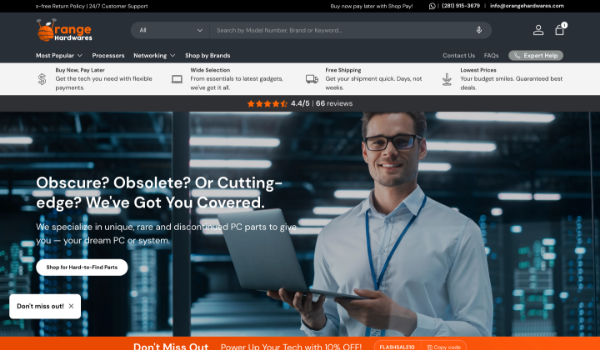 e-free Return Policy | 24/7 Customer Support
Buy now pay later with Shop Pay!
(281) 915-3679 | info@orangehardwares.com
Orange
Hardwares
All
Search by Model Number, Brand or Keyword..
1
Most Popular
Processors
Networking
Shop by Brands
Contact Us
FAQs
Expert Help
Buy Now, Pay Later
Get the tech you need with flexible
payments.
Wide Selection
From essentials to latest gadgets,
we've got it all.
Free Shipping
Get your shipment quick. Days, not
weeks.
Lowest Prices
Your budget smiles. Guaranteed best
deals.
4.4/5 | 66 reviews
Obscure? Obsolete? Or Cutting-
edge? We've Got You Covered.
We specialize in unique, rare and discontinued PC parts to give
you — your dream PC or system.
Shop for Hard-to-Find Parts
Don't miss out!
Don't Miss Out
Power Up Your Tech with 10% OFF!
FLASHSALE10
Copy code